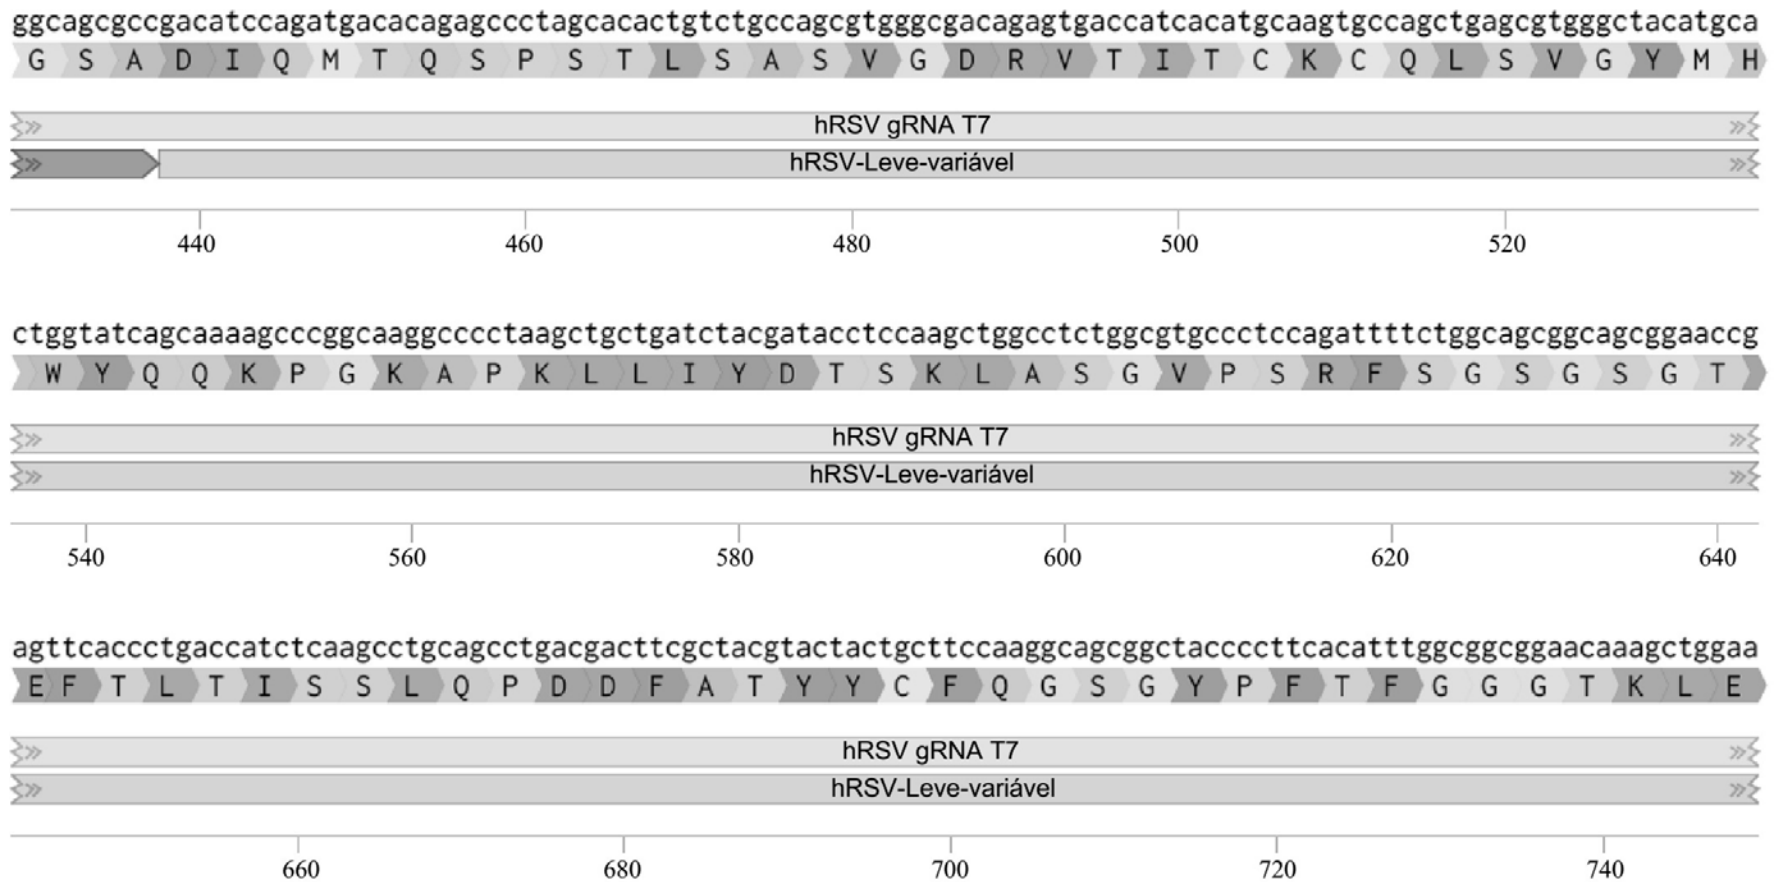 ggcagcgccgacatccagatgacacagagccctagcacactgtctgccagcgtgggcgacagagtgaccatcacatgcaagtgccagctgagcgtgggctacatgca
G S A D I Q M T Q S P S T L S A S V G D R V T I T C K C Q L S V G Y M H
hRSV gRNA T7
hRSV-Leve-variável
440 460 480 500 520
ctggtatcagcaaaagcccggcaaggcccctaagctgctgatctacgatacctccaagctggcctctggcgtgccctccagattttctggcagcggcagcggaaccg
W Y Q Q K P G K A P K L L I Y D T S K L A S G V P S R F S G S G S G T
hRSV gRNA T7
hRSV-Leve-variável
540 560 580 600 620 640
agttcaccctgaccatctcaagcctgcagcctgacgacttcgctacgtactactgcttccaaggcagcggctaccccttcacatttggcggcggaacaaagctggaa
E F T L T I S S L Q P D D F A T Y Y C F Q G S G Y P F T F G G G T K L E
hRSV gRNA T7
hRSV-Leve-variável
660 680 700 720 740